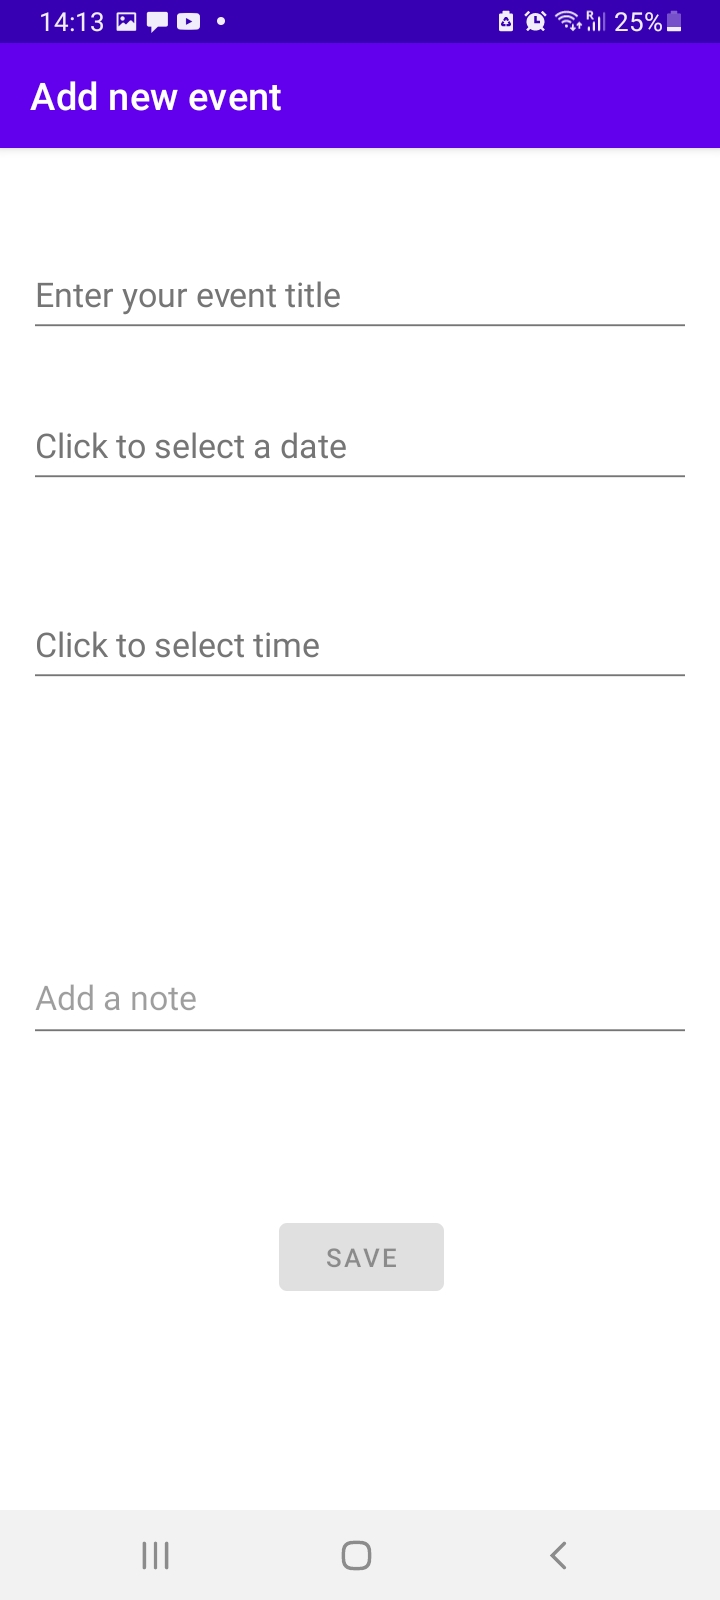 14:13 25%
Add new event
Enter your event title
Click to select a date
Click to select time
Add a note
SAVE